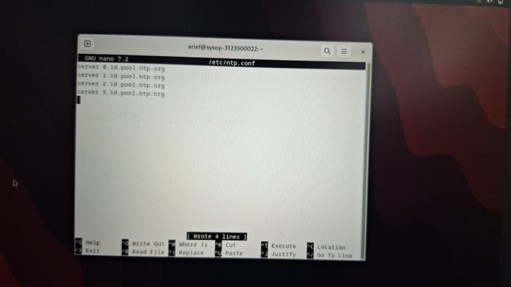 arief@sysop-3123500022: ~
GNU nano 7.2 /etc/ntp.conf
server 0.id.pool.ntp.org
server 1.id.pool.ntp.org
server 2.id.pool.ntp.org
server 3.id.pool.ntp.org
[ Wrote 4 lines ]
Help Write Out Where Is Cut Execute Location
Exit Read File Replace Paste Justify Go To Line